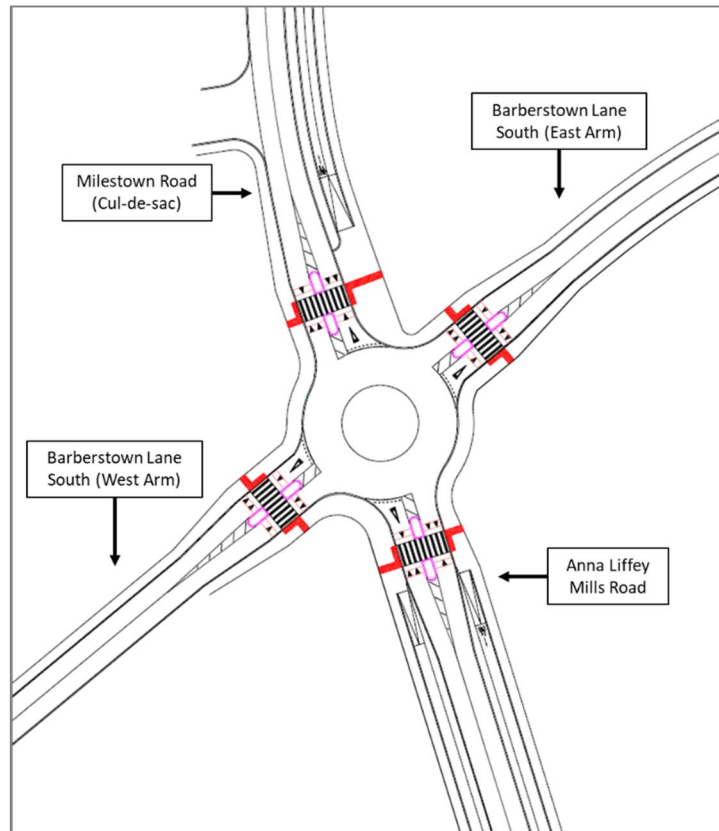 Barberstown Lane
South (East Arm)
Milestown Road
(Cul-de-sac)
Barberstown Lane
South (West Arm)
Anna Liffey
Mills Road